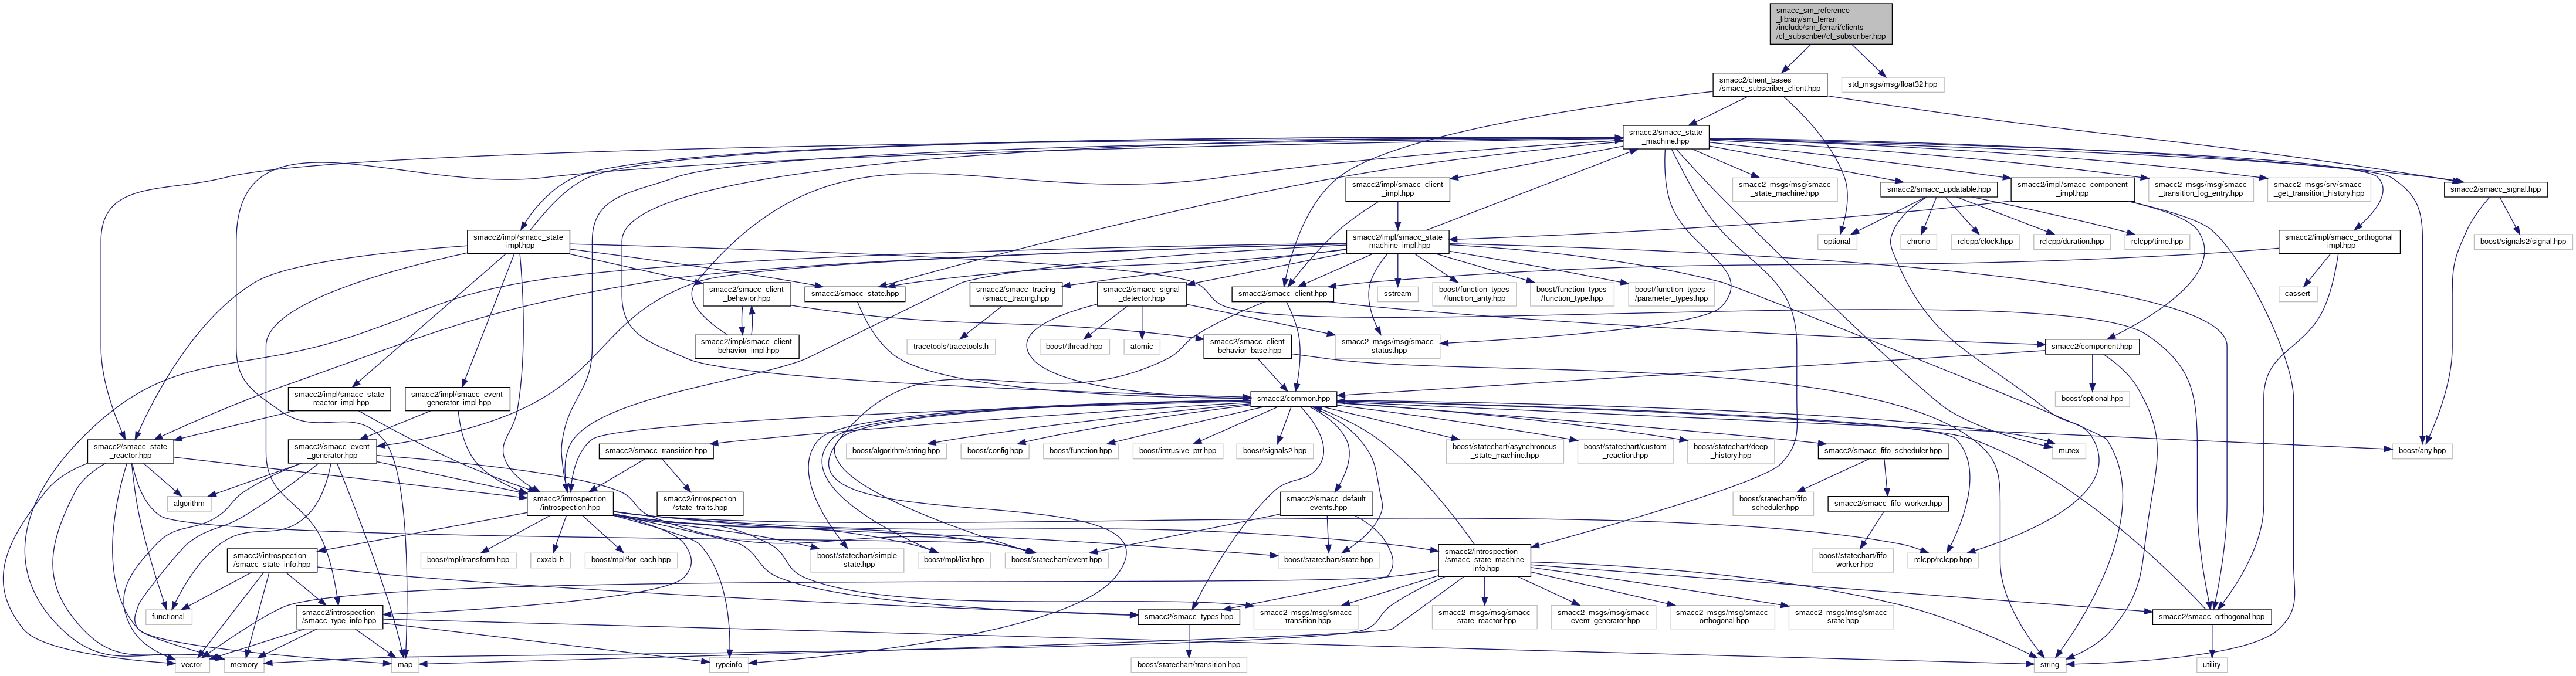 smacc_sm_reference
_library/sm_ferrari
/include/sm_ferrari/clients
/cl_subscriber/cl_subscriber.hpp
smacc2/client_bases
/smacc_subscriber_client.hpp
std_msgs/msg/float32.hpp
smacc2/smacc_state
_machine.hpp
smacc2/impl/smacc_client
_impl.hpp
smacc2_msgs/msg/smacc
_state_machine.hpp
smacc2/smacc_updatable.hpp
smacc2/impl/smacc_component
_impl.hpp
smacc2_msgs/msg/smacc
_transition_log_entry.hpp
smacc2_msgs/srv/smacc
_get_transition_history.hpp
smacc2/smacc_signal.hpp
smacc2/impl/smacc_state
_impl.hpp
smacc2/impl/smacc_state
_machine_impl.hpp
optional
chrono
rclcpp/clock.hpp
rclcpp/duration.hpp
rclcpp/time.hpp
smacc2/impl/smacc_orthogonal
_impl.hpp
boost/signals2/signal.hpp
smacc2/smacc_client
_behavior.hpp
smacc2/smacc_state.hpp
smacc2/smacc_tracing
/smacc_tracing.hpp
smacc2/smacc_signal
_detector.hpp
smacc2/smacc_client.hpp
sstream
boost/function_types
/function_arity.hpp
boost/function_types
/function_type.hpp
boost/function_types
/parameter_types.hpp
cassert
smacc2/impl/smacc_client
_behavior_impl.hpp
tracetools/tracetools.h
boost/thread.hpp
atomic
smacc2/smacc_client
_behavior_base.hpp
smacc2_msgs/msg/smacc
_status.hpp
smacc2/component.hpp
smacc2/impl/smacc_state
_reactor_impl.hpp
smacc2/impl/smacc_event
_generator_impl.hpp
smacc2/common.hpp
boost/optional.hpp
smacc2/smacc_state
_reactor.hpp
smacc2/smacc_event
_generator.hpp
smacc2/smacc_transition.hpp
boost/algorithm/string.hpp
boost/config.hpp
boost/function.hpp
boost/intrusive_ptr.hpp
boost/signals2.hpp
boost/statechart/asynchronous
_state_machine.hpp
boost/statechart/custom
_reaction.hpp
boost/statechart/deep
_history.hpp
smacc2/smacc_fifo_scheduler.hpp
mutex
boost/any.hpp
algorithm
smacc2/introspection
/introspection.hpp
smacc2/introspection
/state_traits.hpp
smacc2/smacc_default
_events.hpp
boost/statechart/fifo
_scheduler.hpp
smacc2/smacc_fifo_worker.hpp
smacc2/introspection
/smacc_state_info.hpp
boost/mpl/transform.hpp
cxxabi.h
boost/mpl/for_each.hpp
boost/statechart/simple
_state.hpp
boost/mpl/list.hpp
boost/statechart/event.hpp
boost/statechart/state.hpp
smacc2/introspection
/smacc_state_machine
_info.hpp
boost/statechart/fifo
_worker.hpp
rclcpp/rclcpp.hpp
functional
smacc2/introspection
/smacc_type_info.hpp
smacc2/smacc_types.hpp
smacc2_msgs/msg/smacc
_transition.hpp
smacc2_msgs/msg/smacc
_state_reactor.hpp
smacc2_msgs/msg/smacc
_event_generator.hpp
smacc2_msgs/msg/smacc
_orthogonal.hpp
smacc2_msgs/msg/smacc
_state.hpp
smacc2/smacc_orthogonal.hpp
vector
memory
map
typeinfo
boost/statechart/transition.hpp
string
utility